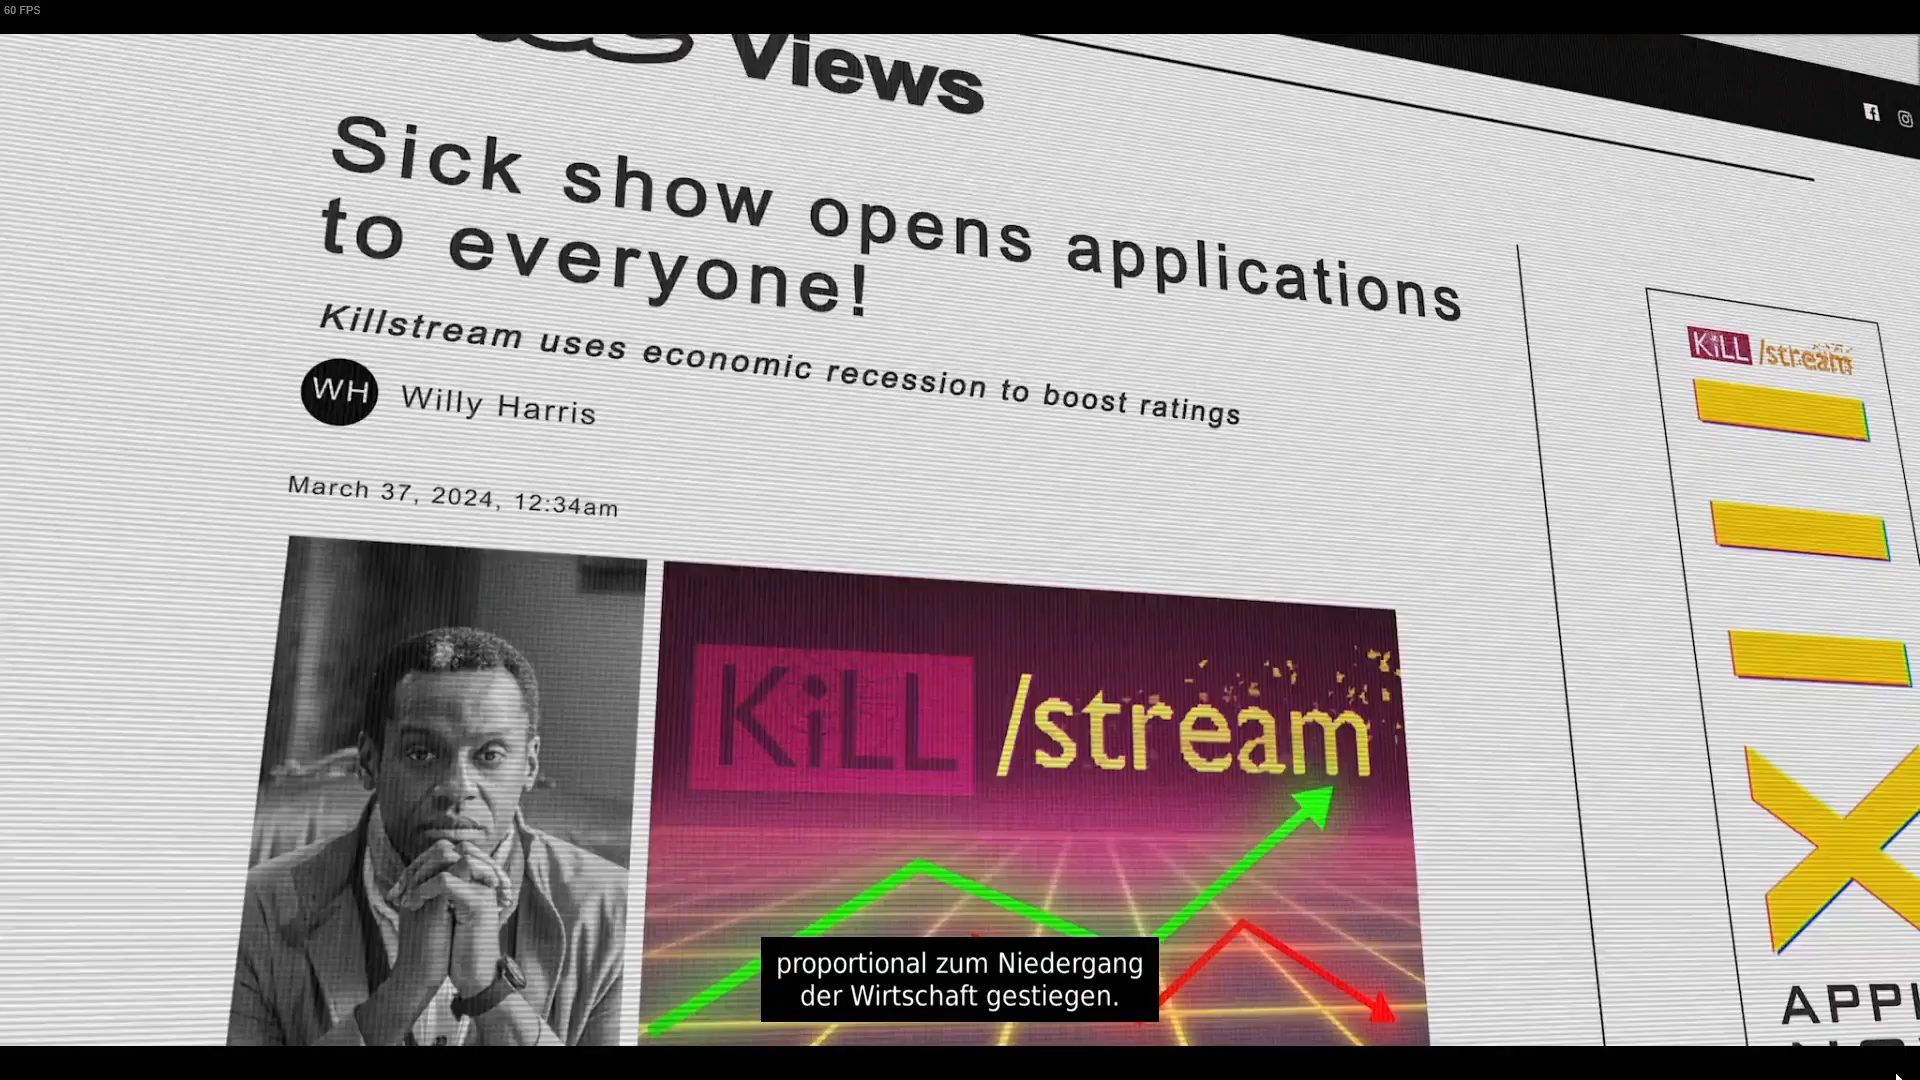 60 FPS
Views
Sick show opens applications
to everyone!
Killstream uses economic recession to boost ratings
WH Willy Harris
March 37, 2024, 12:34am
KiLL /stream
KiLL /stream
proportional zum Niedergang
der Wirtschaft gestiegen.